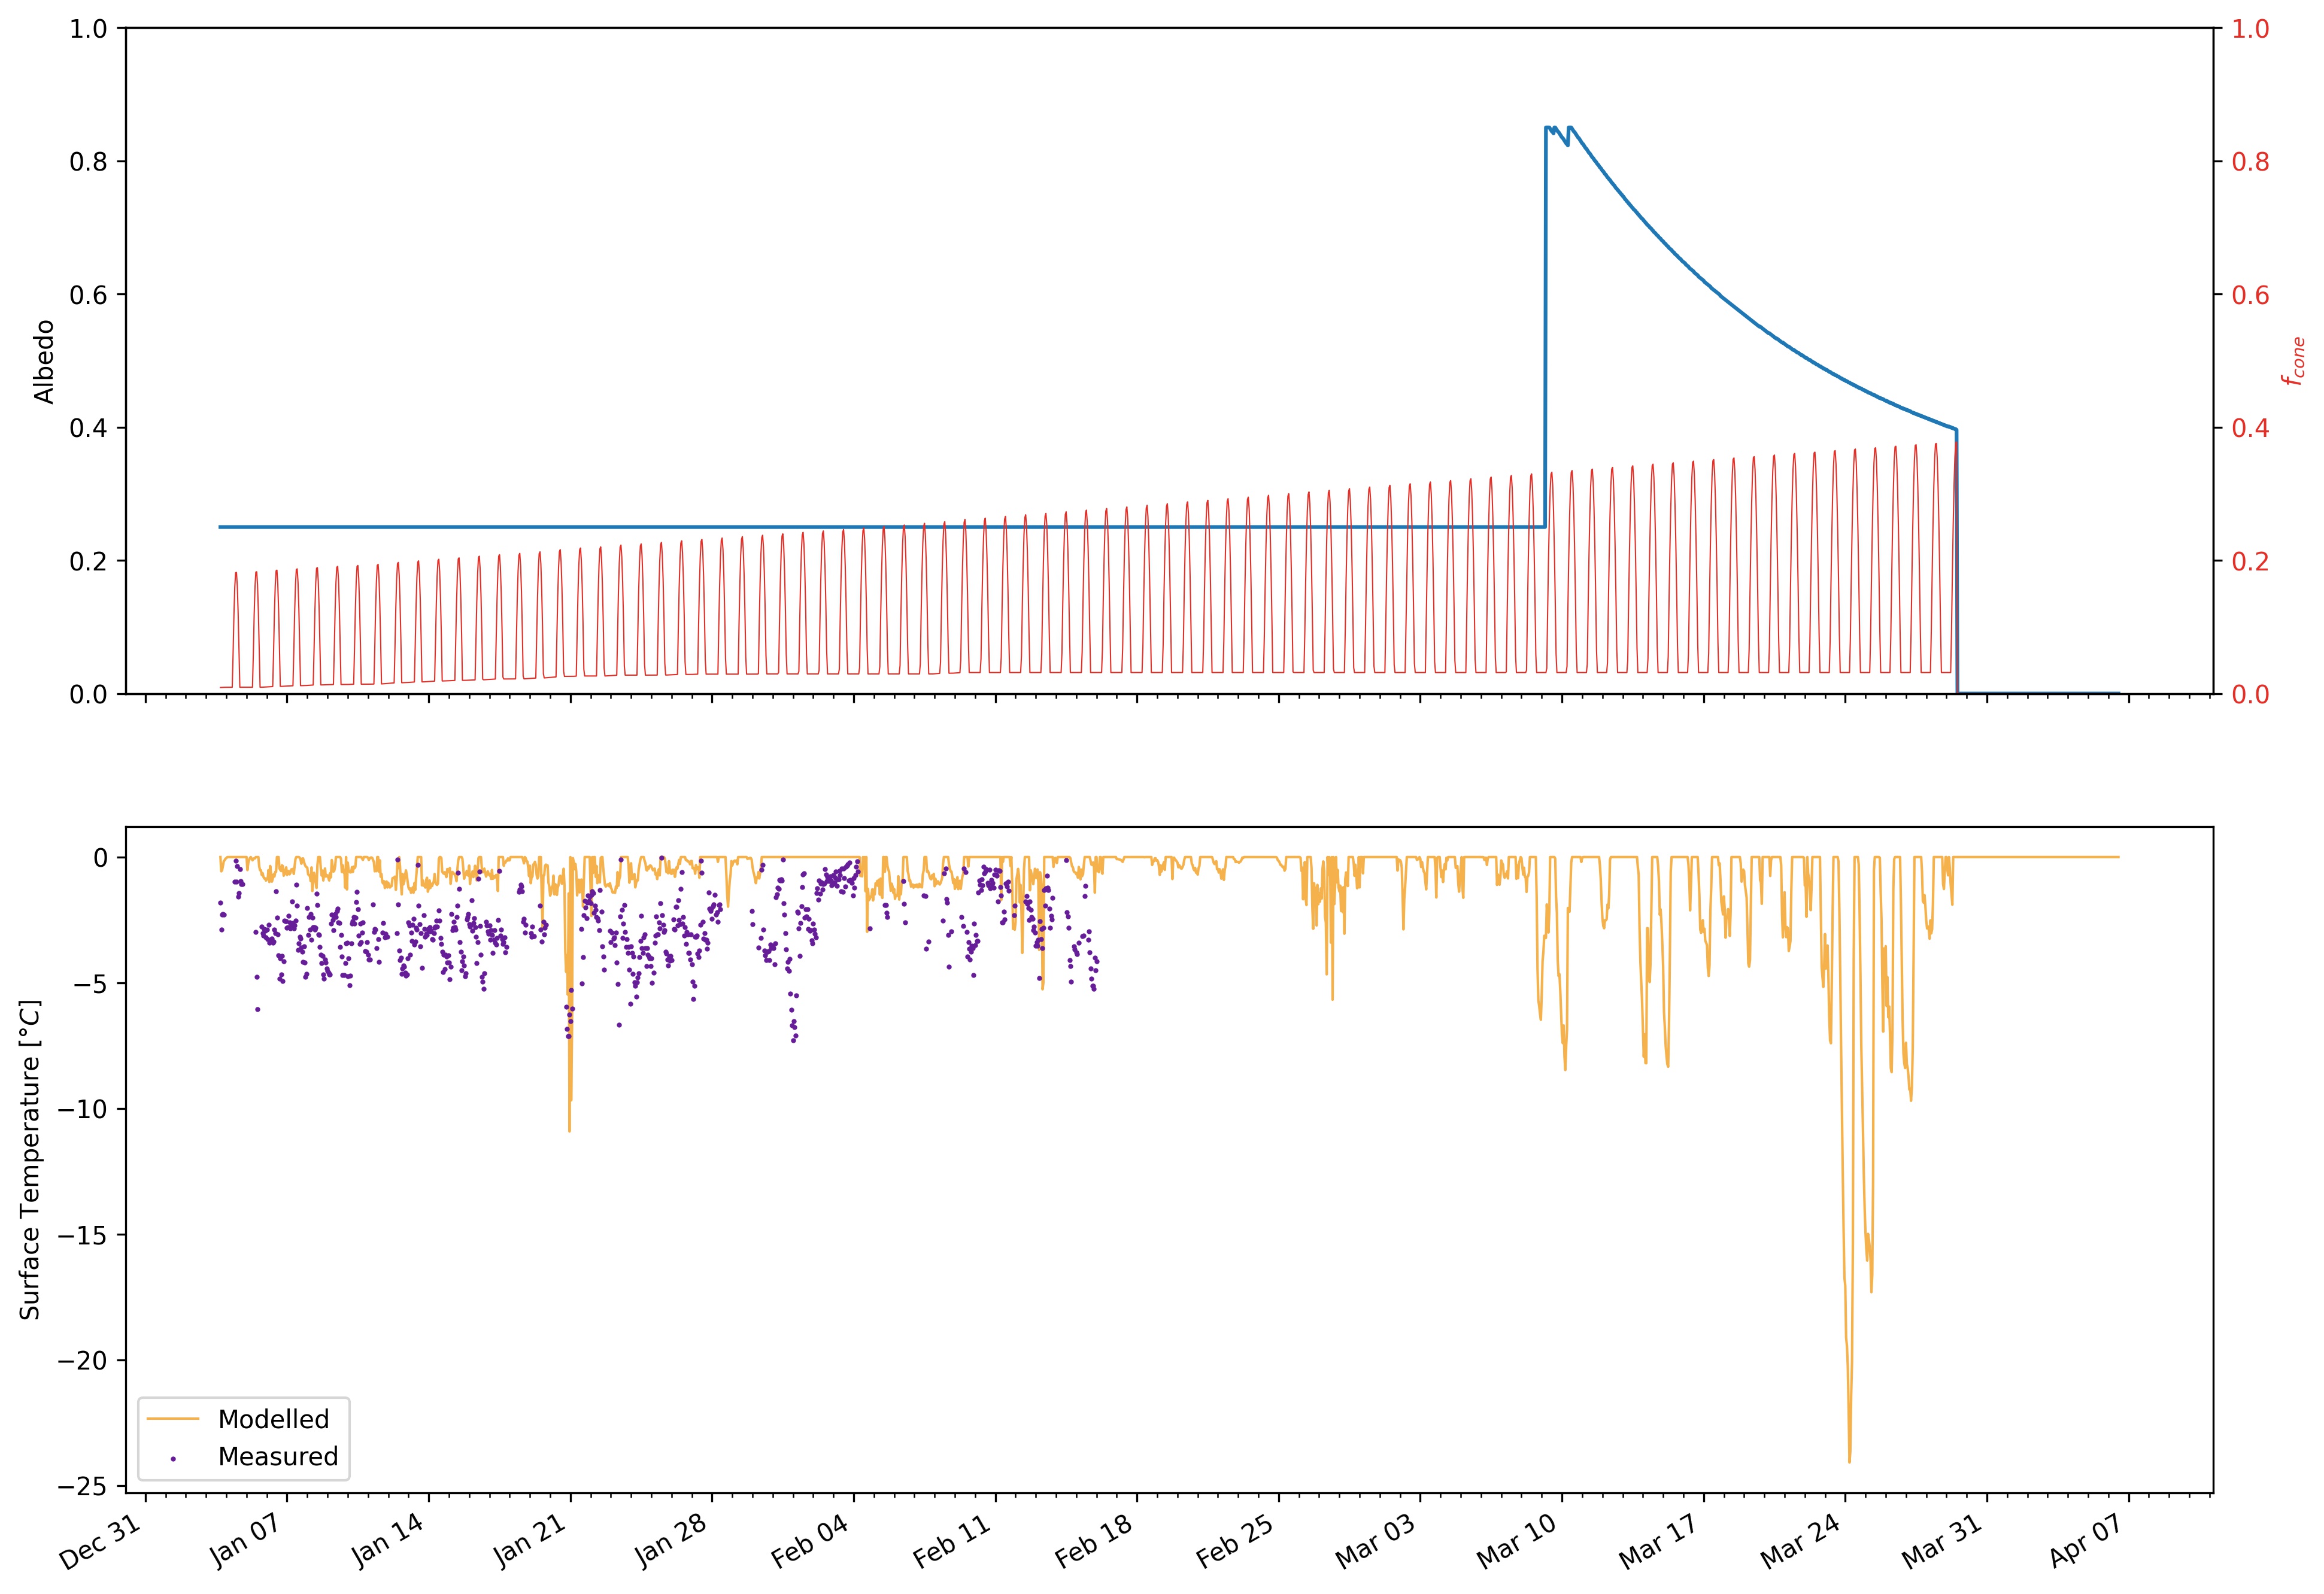 1.0
0.8
0.6
0.4
0.2
0.0
Albedo
1.0
0.8
0.6
0.4
0.2
0.0
f_cone
0
−5
−10
−15
−20
−25
Surface Temperature [°C]
Modelled
Measured
Dec 31
Jan 07
Jan 14
Jan 21
Jan 28
Feb 04
Feb 11
Feb 18
Feb 25
Mar 03
Mar 10
Mar 17
Mar 24
Mar 31
Apr 07